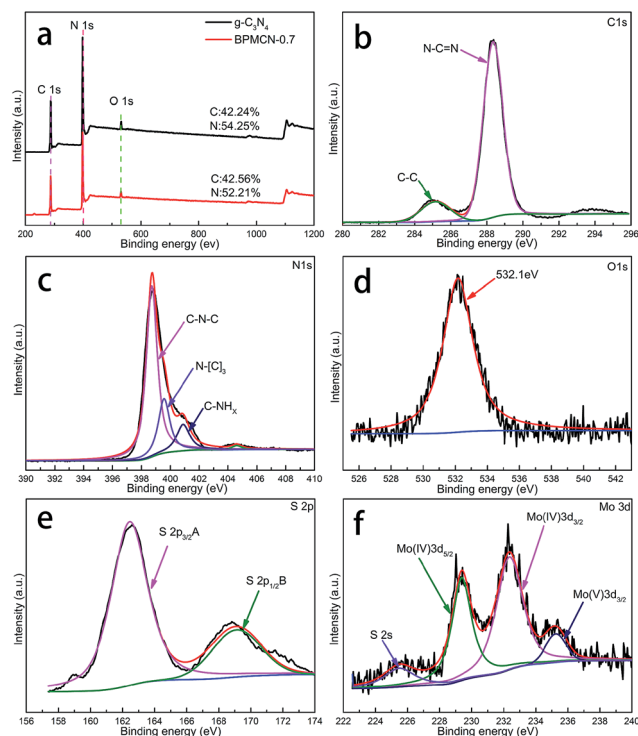 a
g-C₃N₄
BPMCN-0.7
N 1s
C 1s
O 1s
C:42.24%
N:54.25%
C:42.56%
N:52.21%
Intensity (a.u.)
200 400 600 800 1000 1200
Binding energy (ev)
b
C1s
N-C=N
C-C
Intensity (a.u.)
280 282 284 286 288 290 292 294 296
Binding energy (eV)
c
N1s
C-N-C
N-[C]₃
C-NHₓ
Intensity (a.u.)
390 392 394 396 398 400 402 404 406 408 410
Binding energy (eV)
d
O1s
532.1eV
Intensity (a.u.)
526 528 530 532 534 536 538 540 542
Binding energy (eV)
e
S 2p
S 2p₃/₂A
S 2p₁/₂B
Intensity (a.u.)
156 158 160 162 164 166 168 170 172 174
Binding energy (eV)
f
Mo 3d
Mo(IV)3d₃/₂
Mo(IV)3d₅/₂
Mo(V)3d₃/₂
S 2s
Intensity (a.u.)
222 224 226 228 230 232 234 236 238 240
Binding energy (eV)